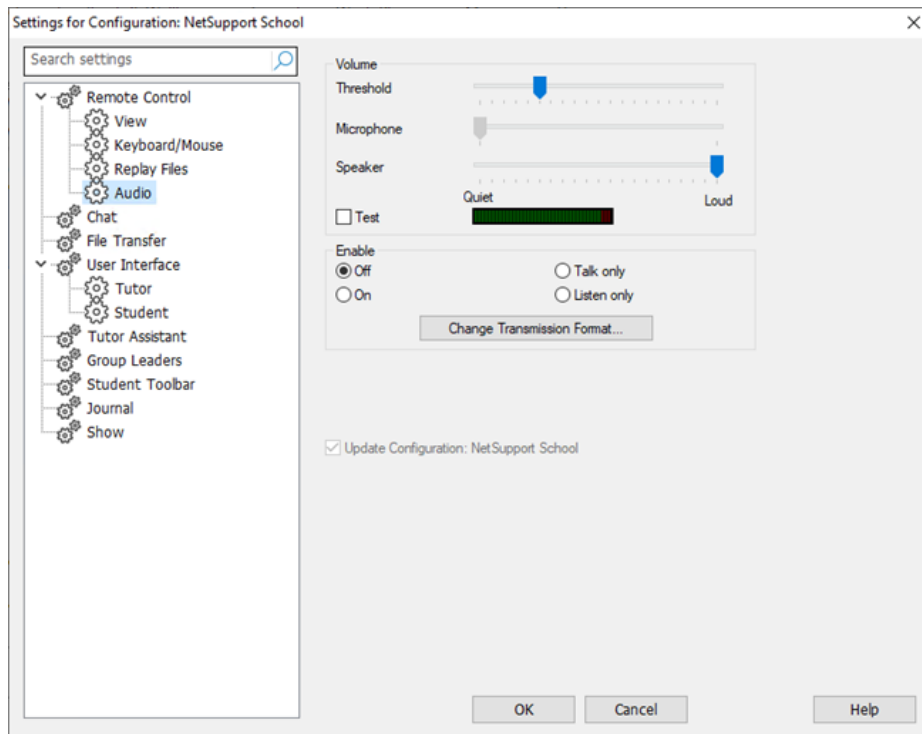 Settings for Configuration: NetSupport School
Search settings
Remote Control
View
Keyboard/Mouse
Replay Files
Audio
Chat
File Transfer
User Interface
Tutor
Student
Tutor Assistant
Group Leaders
Student Toolbar
Journal
Show
Volume
Threshold
Microphone
Speaker
Quiet Loud
Test
Enable
Off Talk only
On Listen only
Change Transmission Format...
Update Configuration: NetSupport School
OK Cancel Help